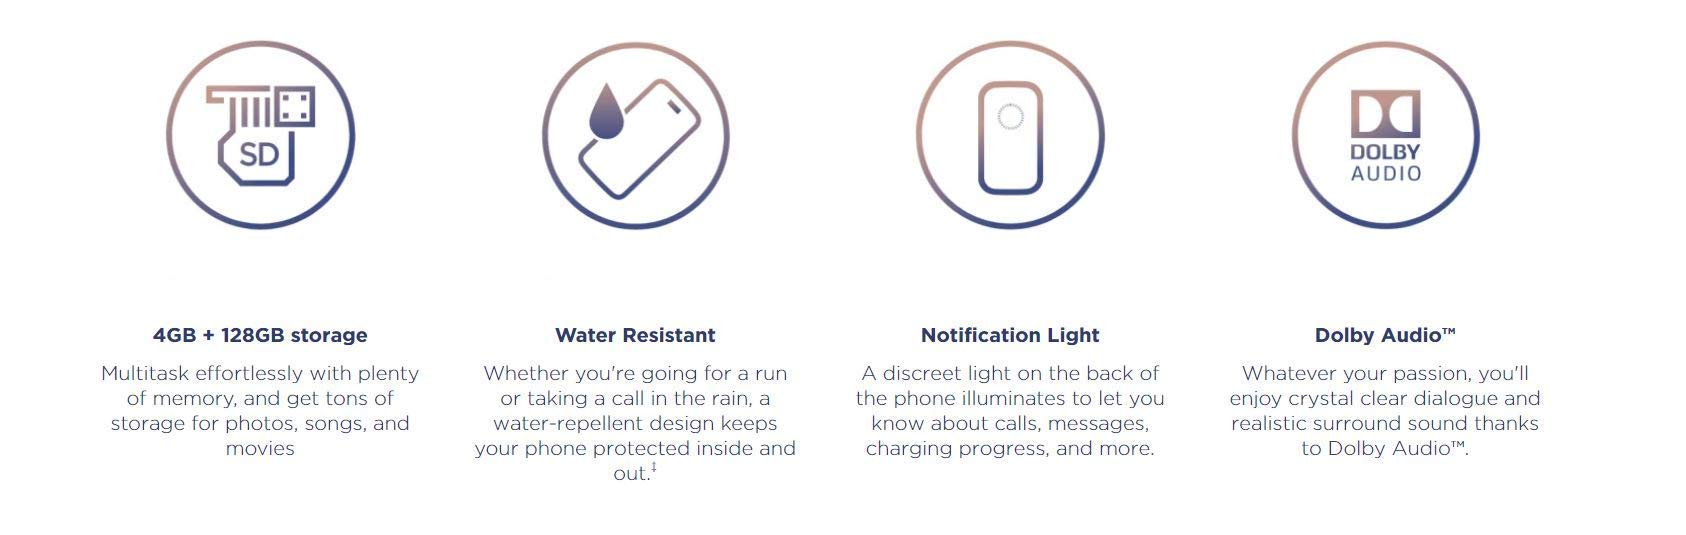 SD
DOLBY
AUDIO
4GB + 128GB storage
Multitask effortlessly with plenty
of memory, and get tons of
storage for photos, songs, and
movies
Water Resistant
Whether you're going for a run
or taking a call in the rain, a
water-repellent design keeps
your phone protected inside and
out.‡
Notification Light
A discreet light on the back of
the phone illuminates to let you
know about calls, messages,
charging progress, and more.
Dolby Audio™
Whatever your passion, you'll
enjoy crystal clear dialogue and
realistic surround sound thanks
to Dolby Audio™.